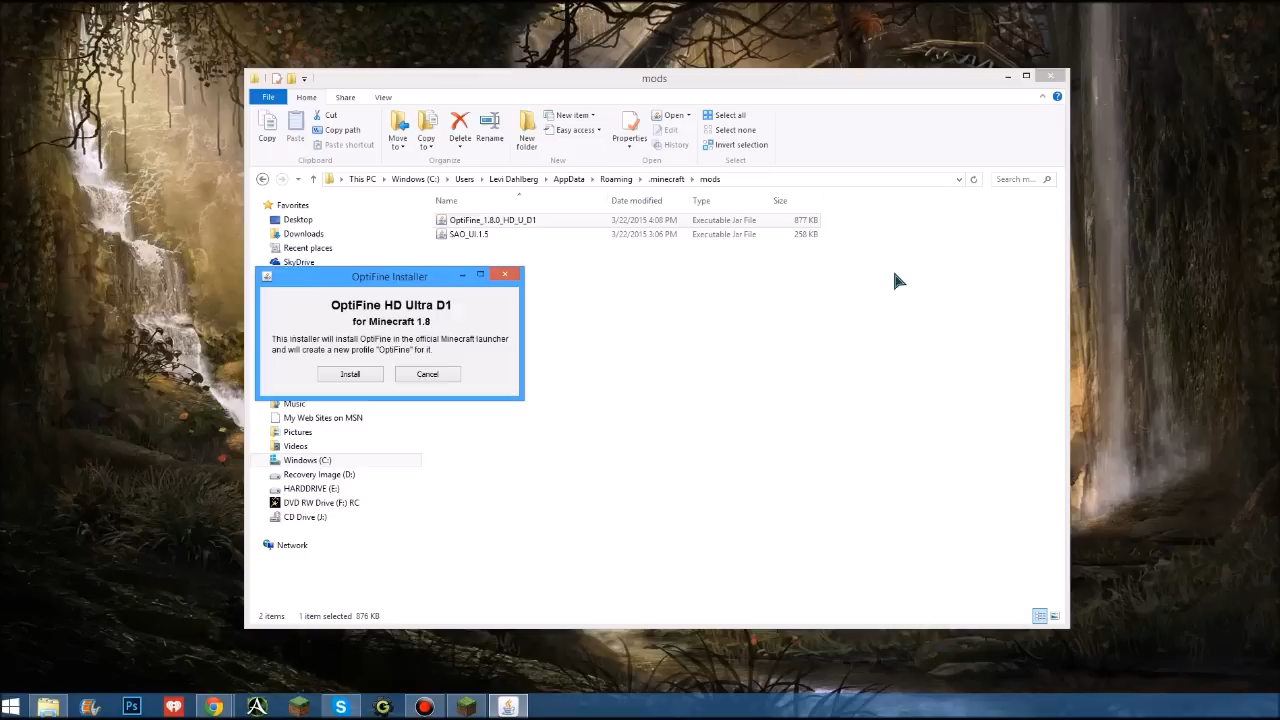 mods
File Home Share View
Copy
Paste
Cut
Copy path
Paste shortcut
Clipboard
Move to
Copy to
Delete
Rename
Organize
New folder
New item
Easy access
New
Properties
Open
Edit
History
Open
Select all
Select none
Invert selection
Select
This PC Windows (C:) Users Levi Dahlberg AppData Roaming .minecraft mods
Search m...
Name Date modified Type Size
OptiFine_1.8.0_HD_U_D1 3/22/2015 4:08 PM Executable Jar File 877 KB
SAO_UI.1.5 3/22/2015 3:06 PM Executable Jar File 258 KB
Favorites
Desktop
Downloads
Recent places
SkyDrive
OptiFine Installer
OptiFine HD Ultra D1
for Minecraft 1.8
This installer will install OptiFine in the official Minecraft launcher
and will create a new profile "OptiFine" for it.
Install Cancel
Music
My Web Sites on MSN
Pictures
Videos
Windows (C:)
Recovery Image (D:)
HARDDRIVE (E:)
DVD RW Drive (F:) RC
CD Drive (J:)
Network
2 items 1 item selected 876 KB
Ps